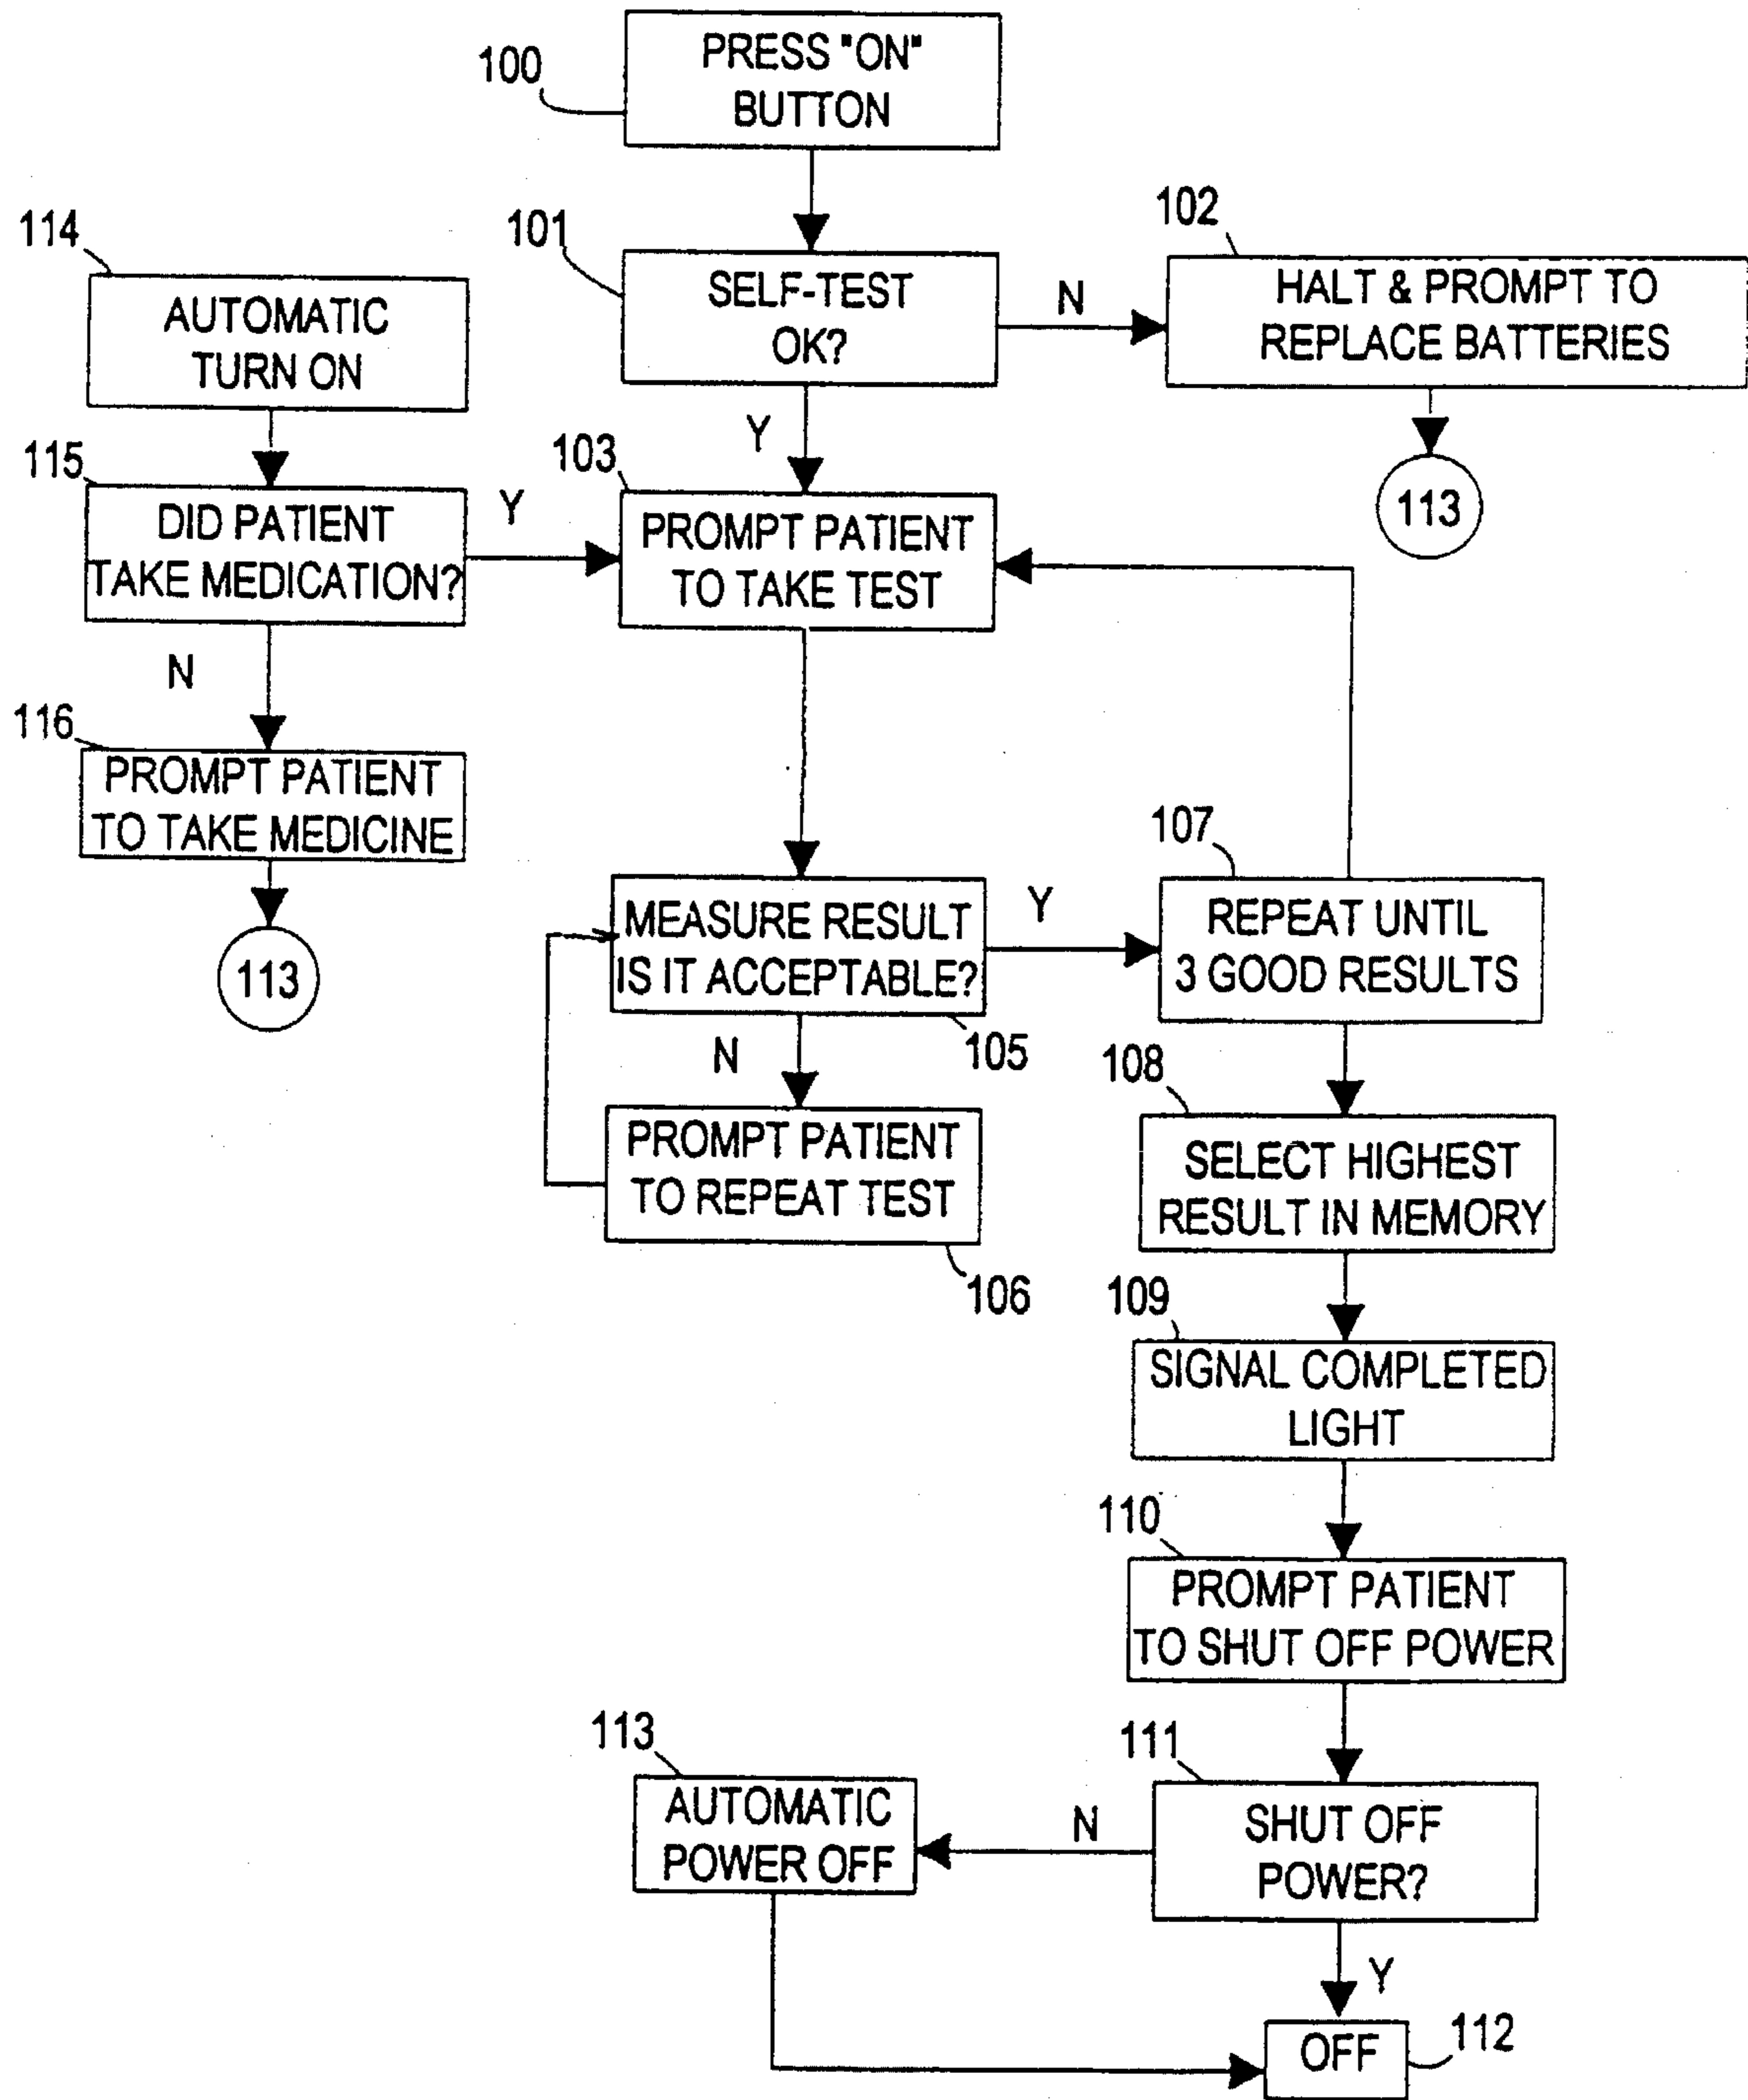 100
PRESS "ON"
BUTTON
114
AUTOMATIC
TURN ON
101
SELF-TEST
OK?
N
102
HALT & PROMPT TO
REPLACE BATTERIES
113
Y
115
DID PATIENT
TAKE MEDICATION?
Y
103
PROMPT PATIENT
TO TAKE TEST
N
116
PROMPT PATIENT
TO TAKE MEDICINE
113
MEASURE RESULT
IS IT ACCEPTABLE?
105
Y
107
REPEAT UNTIL
3 GOOD RESULTS
N
PROMPT PATIENT
TO REPEAT TEST
106
108
SELECT HIGHEST
RESULT IN MEMORY
109
SIGNAL COMPLETED
LIGHT
110
PROMPT PATIENT
TO SHUT OFF POWER
111
SHUT OFF
POWER?
N
113
AUTOMATIC
POWER OFF
Y
OFF
112